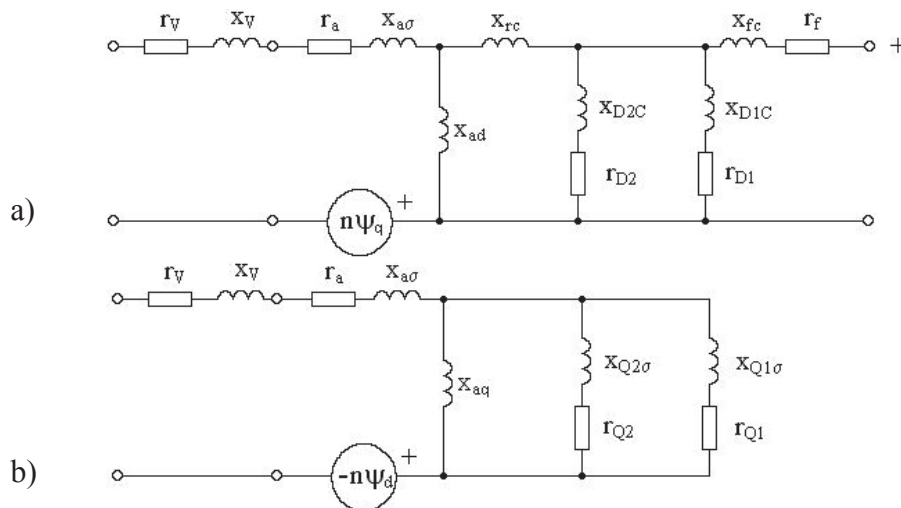 r_V x_V r_a x_aσ x_rc x_fc r_f +
x_D2C x_D1C
x_ad
r_D2 r_D1
a) nψ_q +
r_V x_V r_a x_aσ
x_Q2σ x_Q1σ
x_aq
r_Q2 r_Q1
b) -nψ_d +